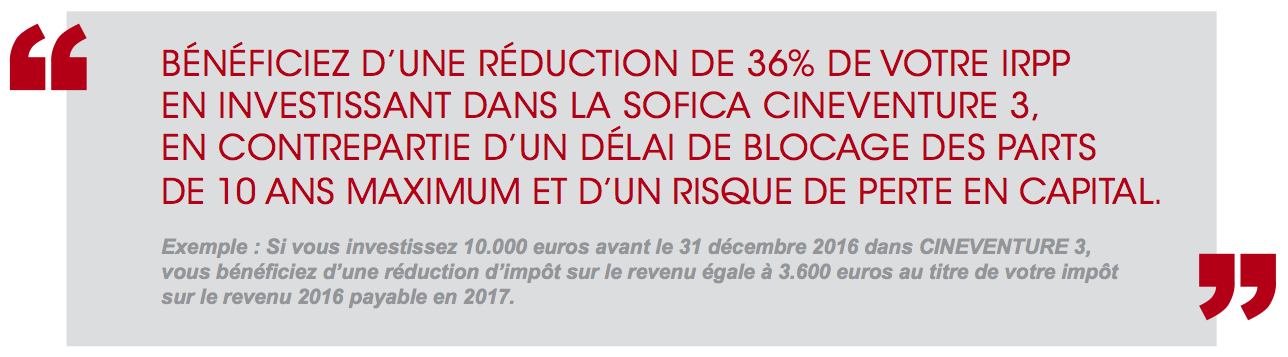 “
BÉNÉFICIEZ D’UNE RÉDUCTION DE 36% DE VOTRE IRPP
EN INVESTISSANT DANS LA SOFICA CINEVENTURE 3,
EN CONTREPARTIE D’UN DÉLAI DE BLOCAGE DES PARTS
DE 10 ANS MAXIMUM ET D’UN RISQUE DE PERTE EN CAPITAL.
Exemple : Si vous investissez 10.000 euros avant le 31 décembre 2016 dans CINEVENTURE 3,
vous bénéficiez d’une réduction d’impôt sur le revenu égale à 3.600 euros au titre de votre impôt
sur le revenu 2016 payable en 2017.
”